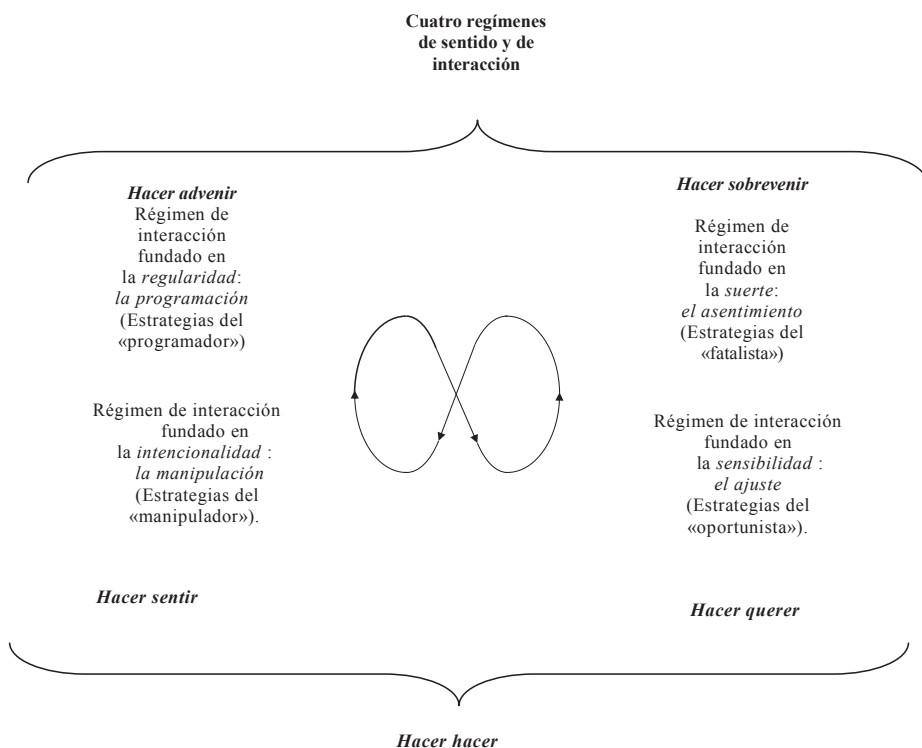 Cuatro regímenes
de sentido y de
interacción
Hacer advenir
Régimen de
interacción
fundado en
la regularidad:
la programación
(Estrategias del
«programador»)
Hacer sobrevenir
Régimen de
interacción
fundado en
la suerte:
el asentimiento
(Estrategias del
«fatalista»)
Régimen de interacción
fundado en
la intencionalidad :
la manipulación
(Estrategias del
«manipulador»).
Régimen de interacción
fundado en
la sensibilidad :
el ajuste
(Estrategias del
«oportunista»).
Hacer sentir
Hacer querer
Hacer hacer